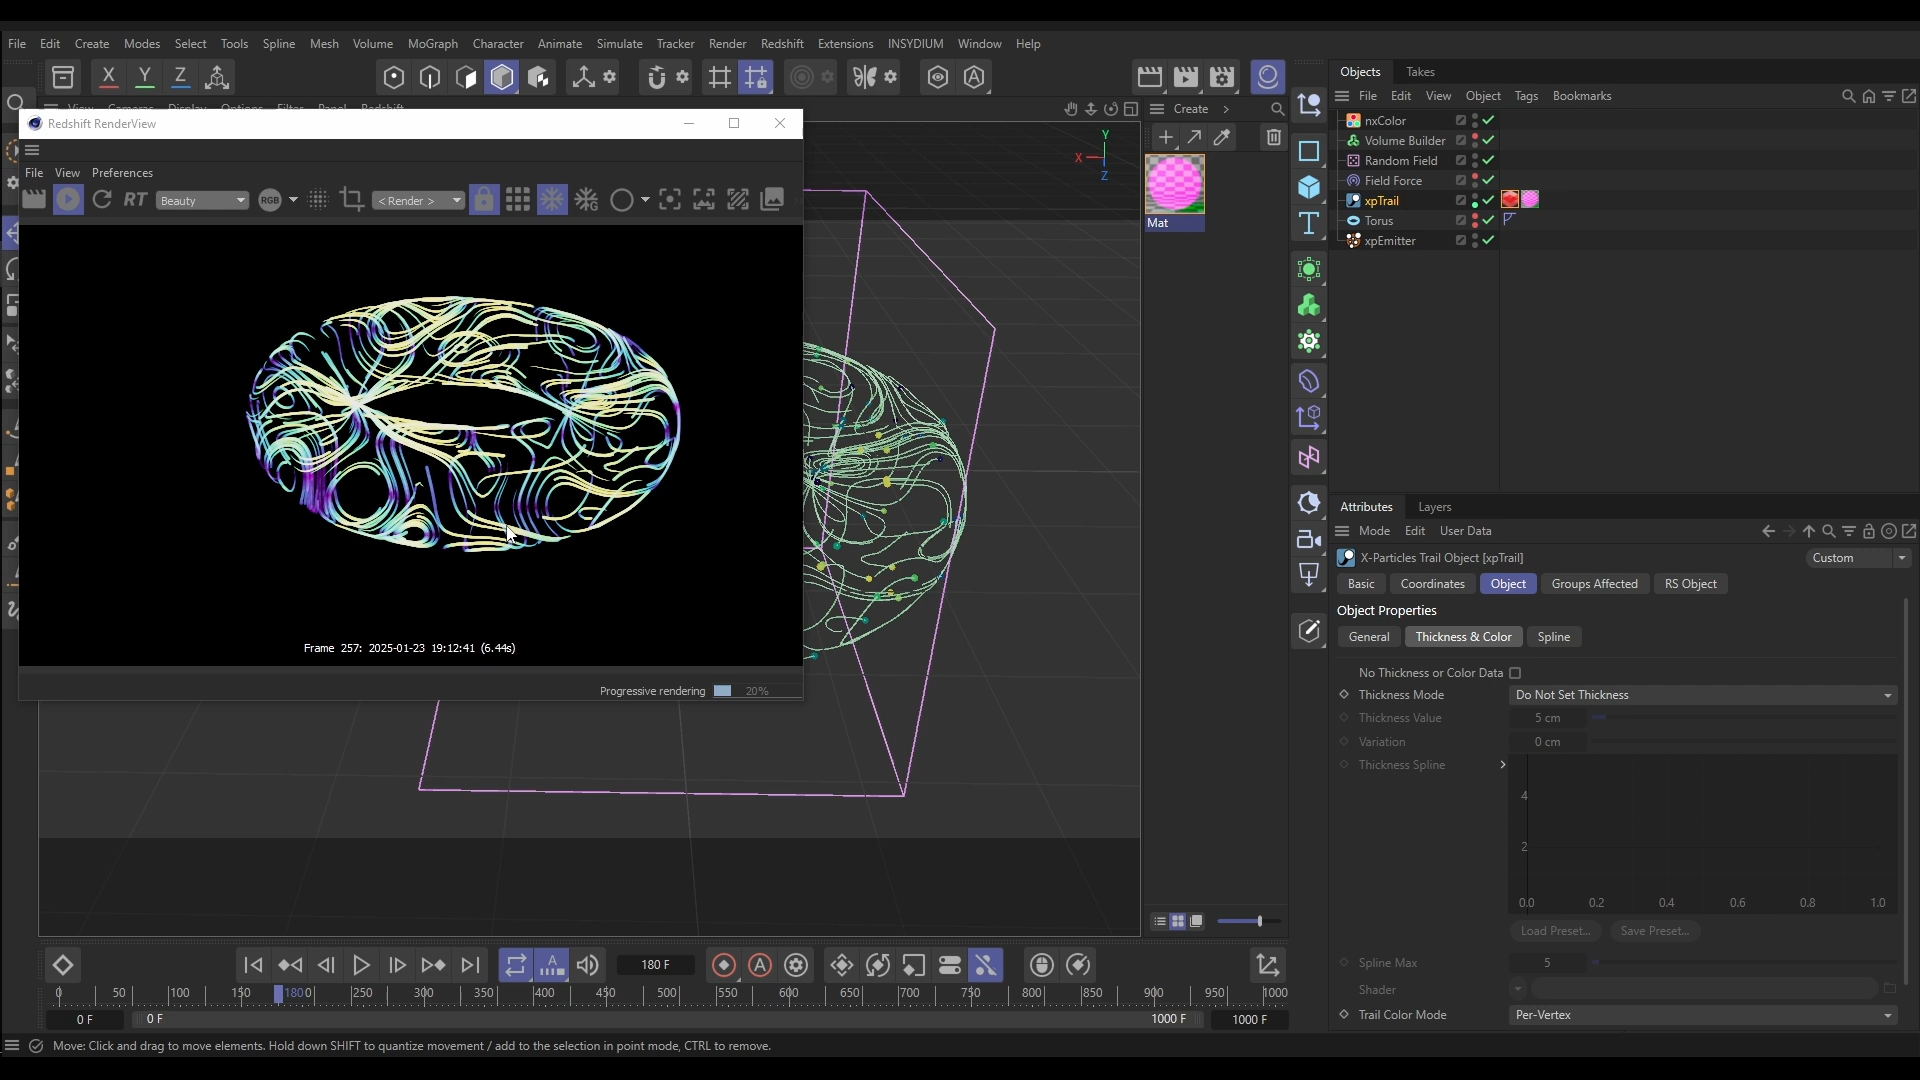 File Edit Create Modes Select Tools Spline Mesh Volume MoGraph Character Animate Simulate Tracker Render Redshift Extensions INSYDIUM Window Help
X Y Z
View Cameras Display Options Filter Panel Redshift
Redshift RenderView
File View Preferences
RT Beauty RGB < Render >
Frame 257: 2025-01-23 19:12:41 (6.44s)
Progressive rendering 20%
Y
X
Z
Create
Mat
Objects Takes
File Edit View Object Tags Bookmarks
nxColor
Volume Builder
Random Field
Field Force
xpTrail
Torus
xpEmitter
Attributes Layers
Mode Edit User Data
X-Particles Trail Object [xpTrail] Custom
Basic Coordinates Object Groups Affected RS Object
Object Properties
General Thickness & Color Spline
No Thickness or Color Data
Thickness Mode Do Not Set Thickness
Thickness Value 5 cm
Variation 0 cm
Thickness Spline
4
2
0.0 0.2 0.4 0.6 0.8 1.0
Load Preset... Save Preset...
Spline Max 5
Shader
Trail Color Mode Per-Vertex
180 F
0 50 100 150 180 250 300 350 400 450 500 550 600 650 700 750 800 850 900 950 1000
0 F 0 F 1000 F 1000 F
Move: Click and drag to move elements. Hold down SHIFT to quantize movement / add to the selection in point mode, CTRL to remove.